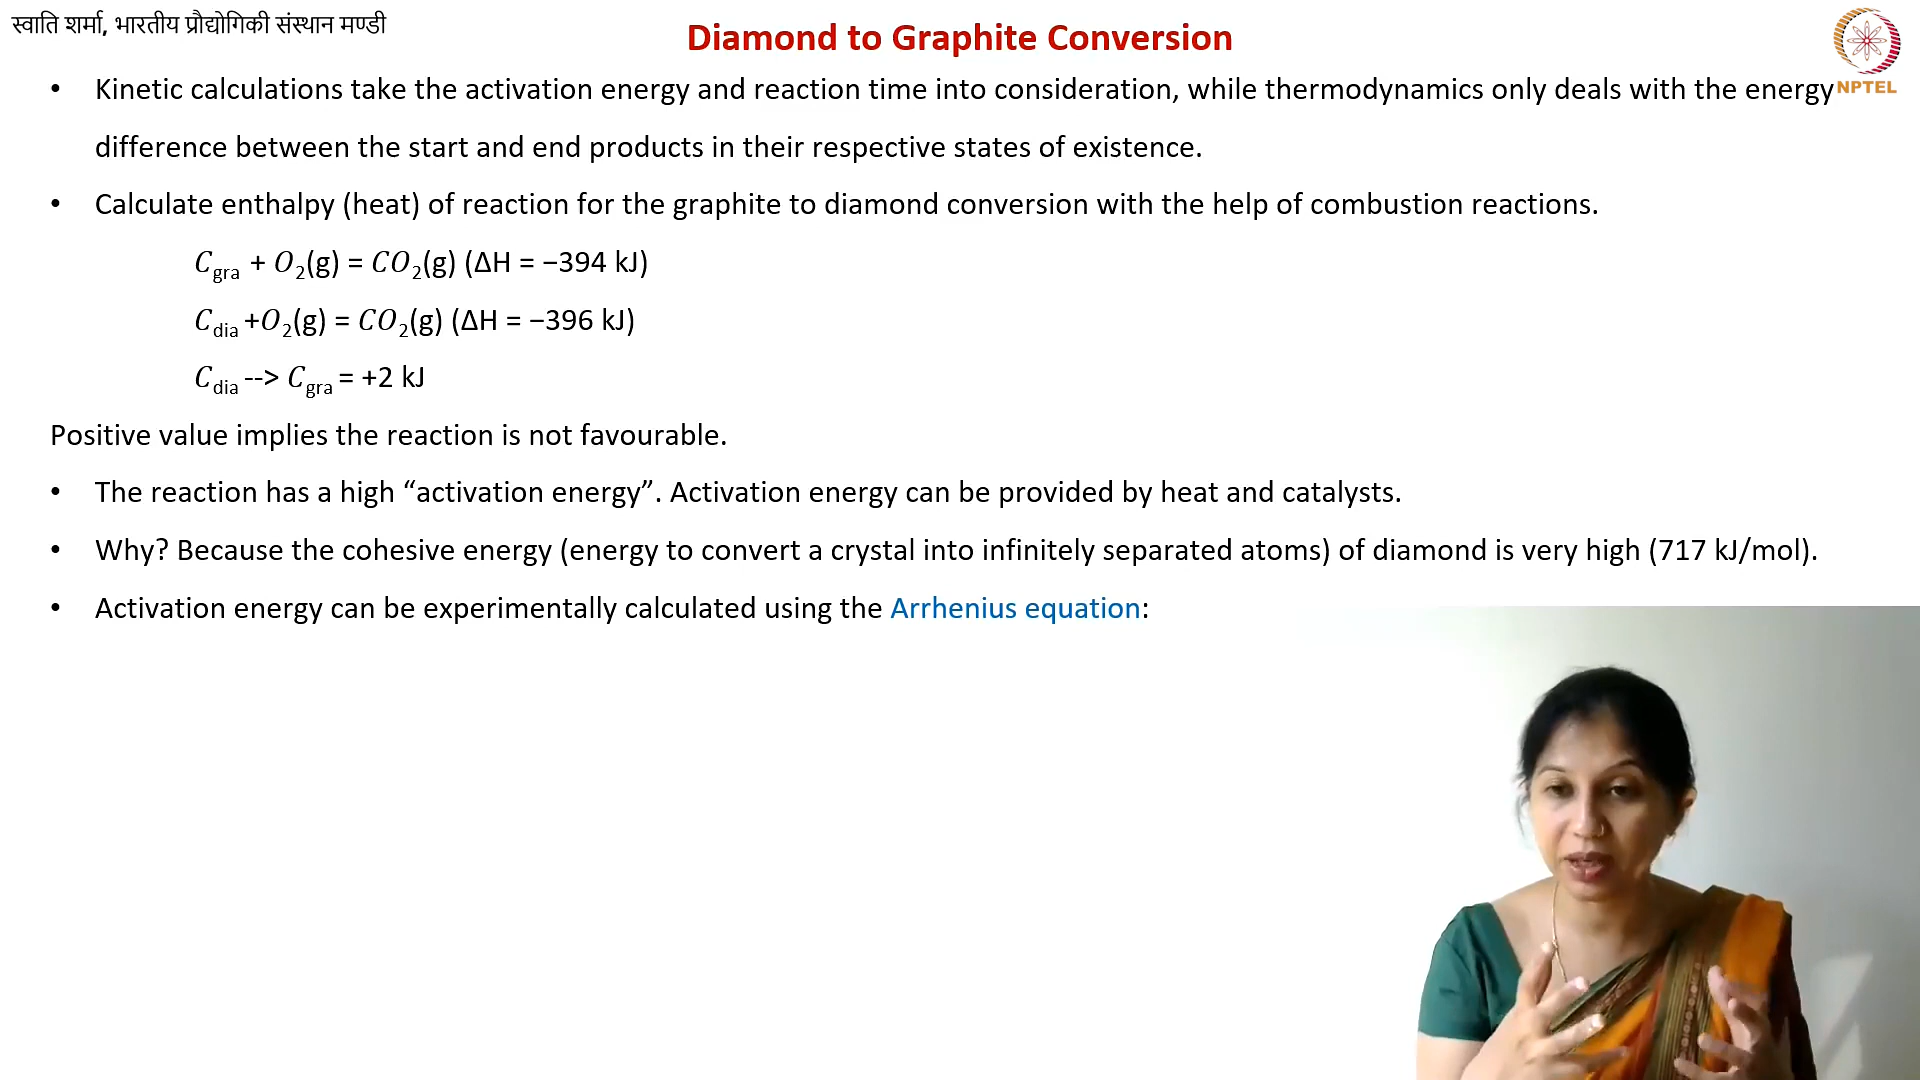 स्वाति शर्मा, भारतीय प्रौद्योगिकी संस्थान मण्डी
Diamond to Graphite Conversion
NPTEL
• Kinetic calculations take the activation energy and reaction time into consideration, while thermodynamics only deals with the energy
difference between the start and end products in their respective states of existence.
• Calculate enthalpy (heat) of reaction for the graphite to diamond conversion with the help of combustion reactions.
C_gra + O₂(g) = CO₂(g) (ΔH = −394 kJ)
C_dia +O₂(g) = CO₂(g) (ΔH = −396 kJ)
C_dia --> C_gra = +2 kJ
Positive value implies the reaction is not favourable.
• The reaction has a high “activation energy”. Activation energy can be provided by heat and catalysts.
• Why? Because the cohesive energy (energy to convert a crystal into infinitely separated atoms) of diamond is very high (717 kJ/mol).
• Activation energy can be experimentally calculated using the Arrhenius equation: